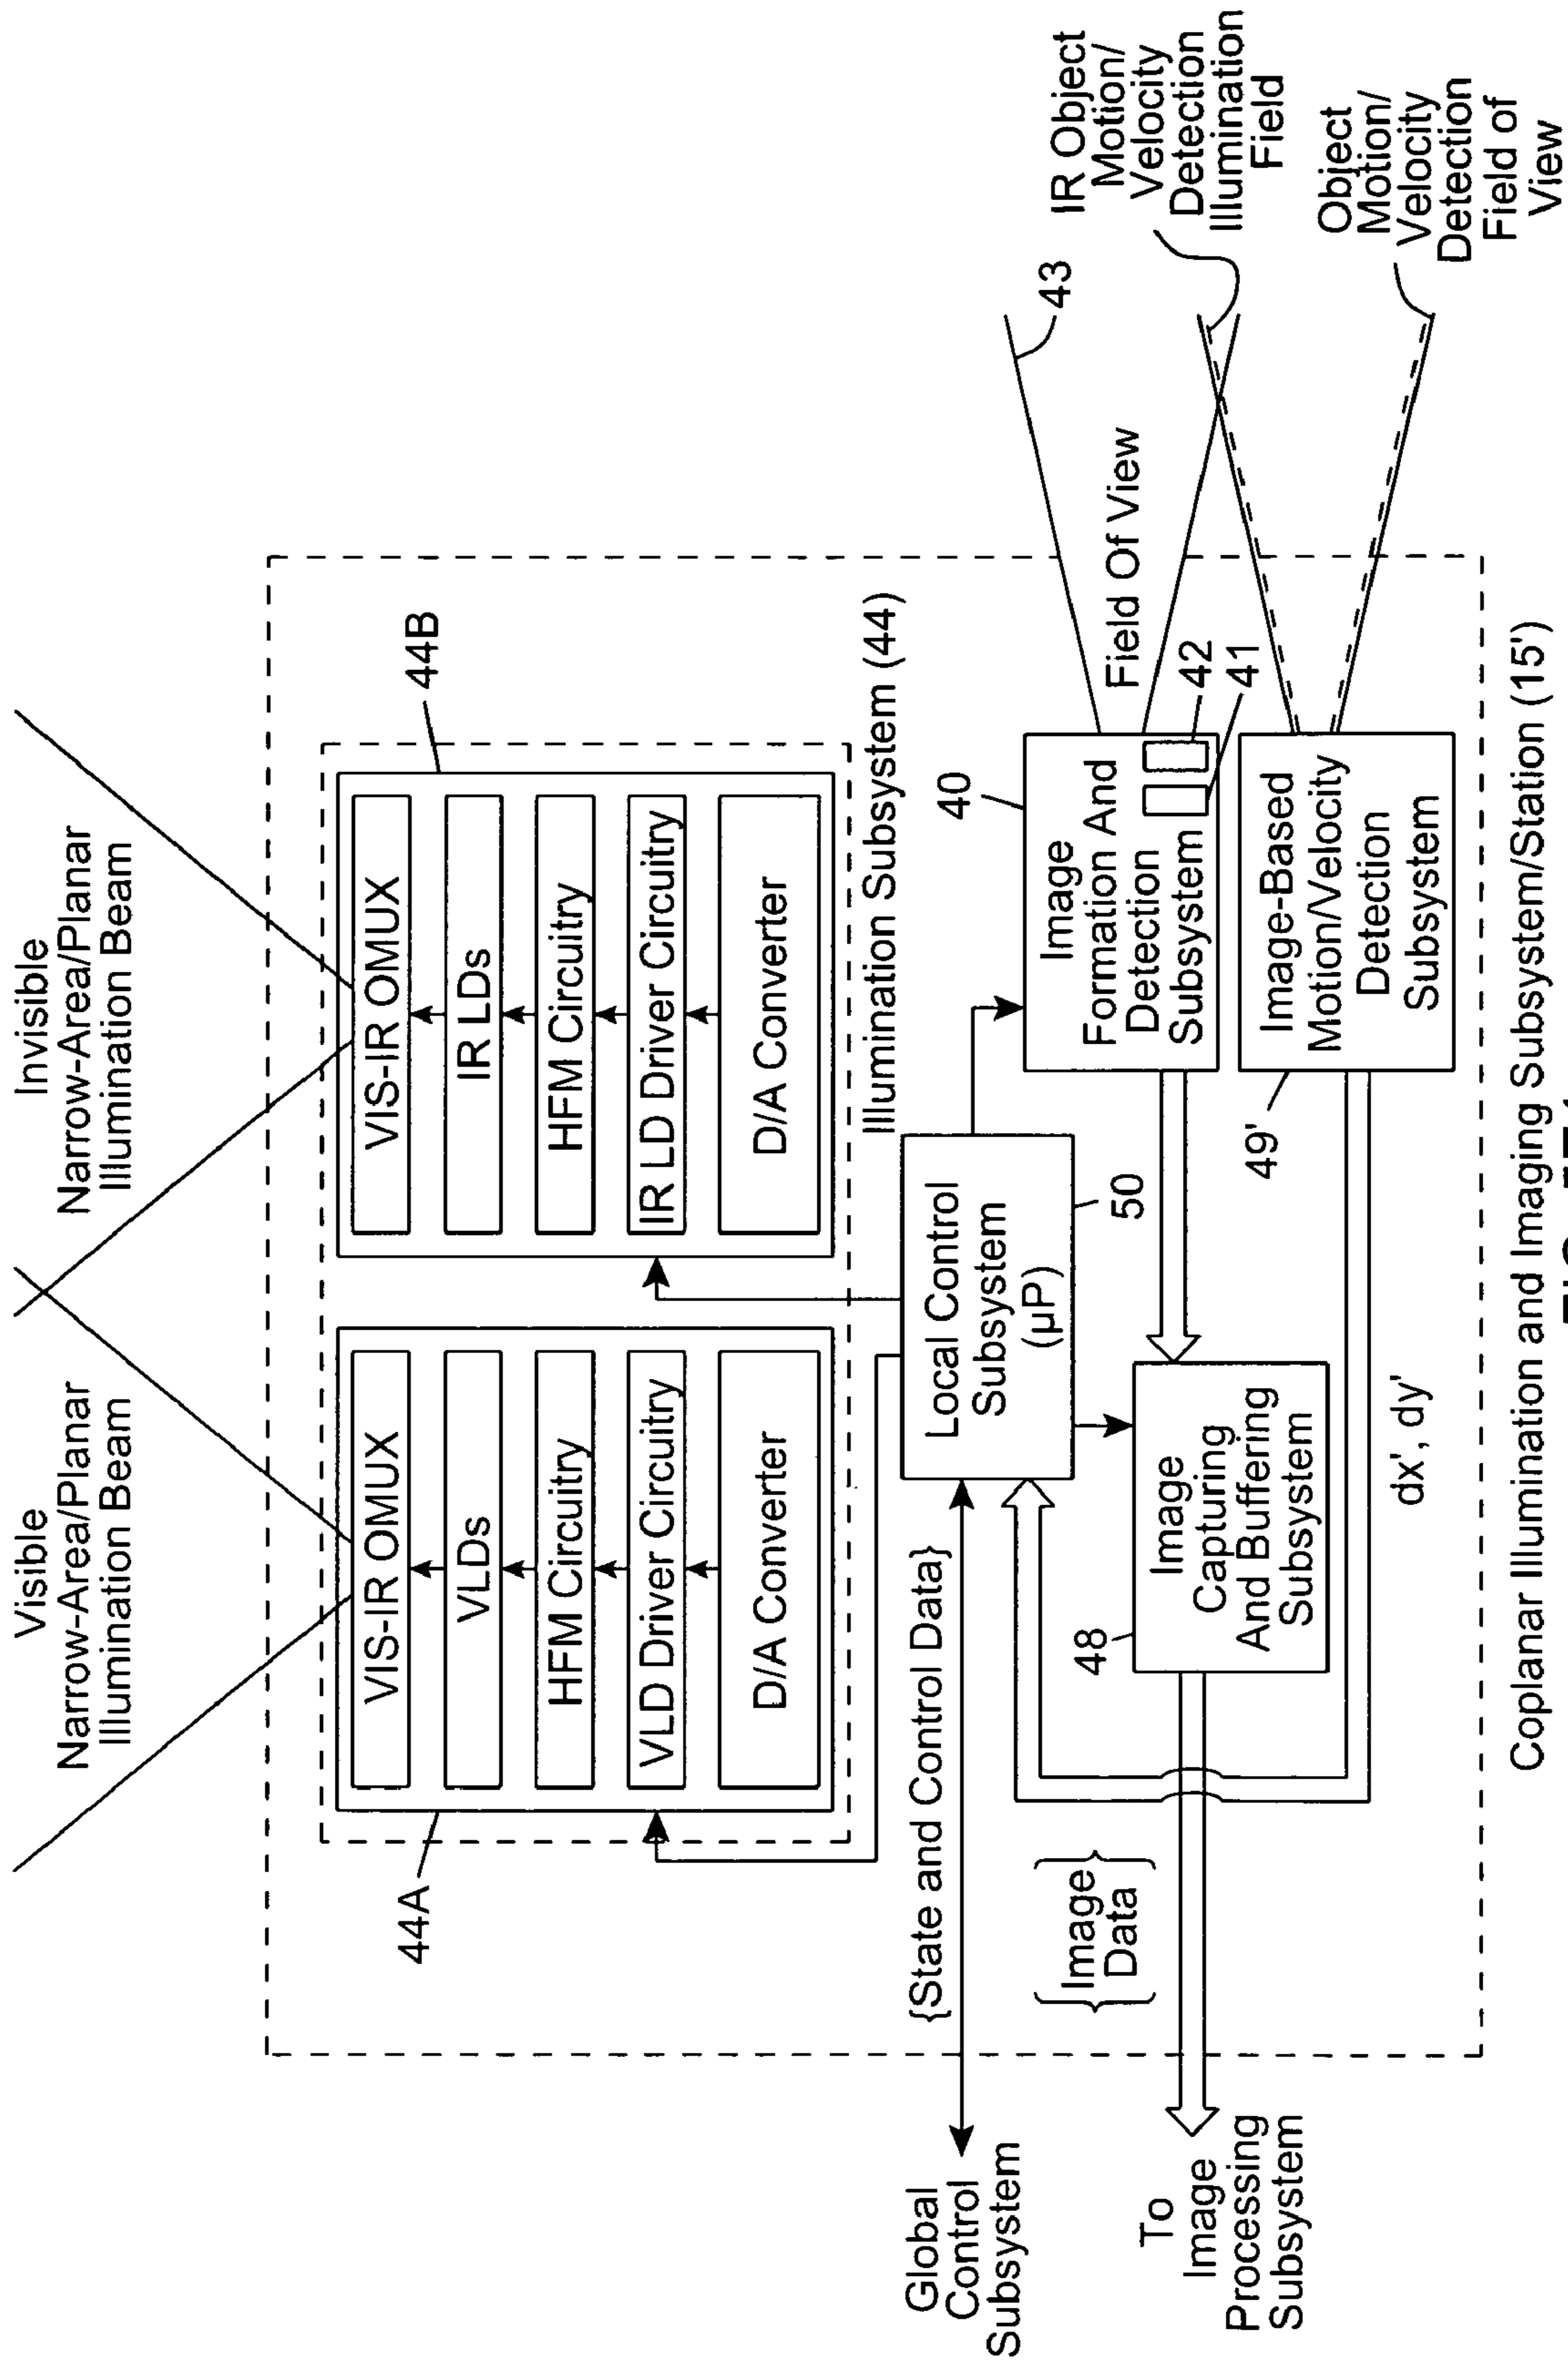 Visible
Narrow-Area/Planar
Illumination Beam
Invisible
Narrow-Area/Planar
Illumination Beam
44A
VIS-IR OMUX
VLDs
HFM Circuitry
VLD Driver Circuitry
D/A Converter
44B
VIS-IR OMUX
IR LDs
HFM Circuitry
IR LD Driver Circuitry
D/A Converter
Illumination Subsystem (44)
Global
Control
Subsystem
{State and Control Data}
Local Control
Subsystem
(µP)
50
To
Image
Processing
Subsystem
{Image
Data}
48
Image
Capturing
And Buffering
Subsystem
40
Image
Formation And
Detection
Subsystem
42
41
Field Of View
43
49'
Image-Based
Motion/Velocity
Detection
Subsystem
dx', dy'
IR Object
Motion/
Velocity
Detection
Illumination
Field
Object
Motion/
Velocity
Detection
Field of
View
Coplanar Illumination and Imaging Subsystem/Station (15')